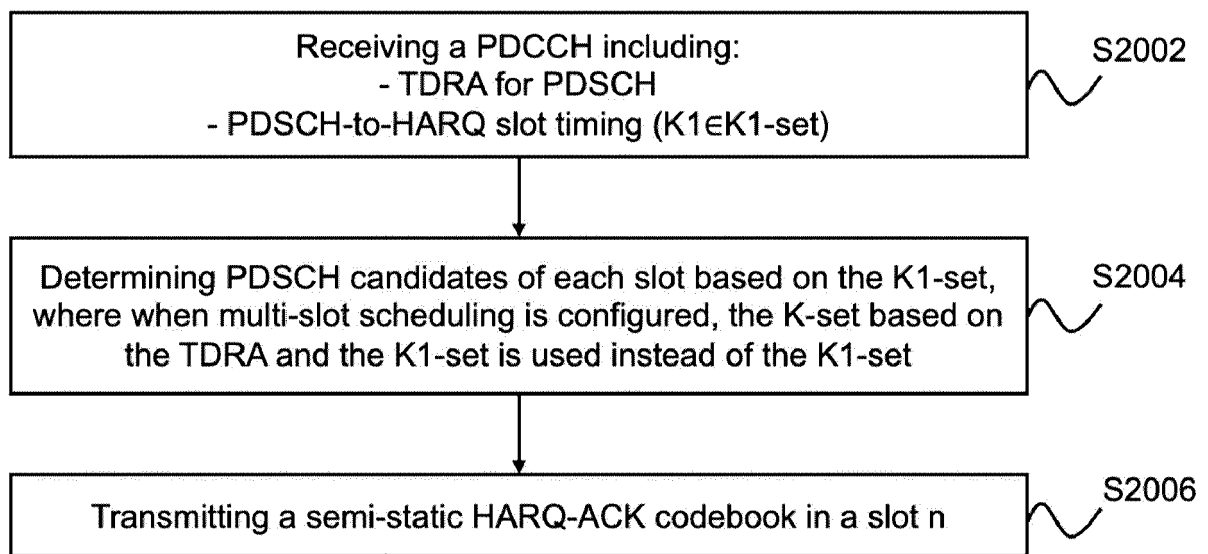 Receiving a PDCCH including:
- TDRA for PDSCH
- PDSCH-to-HARQ slot timing (K1∈K1-set)
S2002
Determining PDSCH candidates of each slot based on the K1-set,
where when multi-slot scheduling is configured, the K-set based on
the TDRA and the K1-set is used instead of the K1-set
S2004
Transmitting a semi-static HARQ-ACK codebook in a slot n
S2006